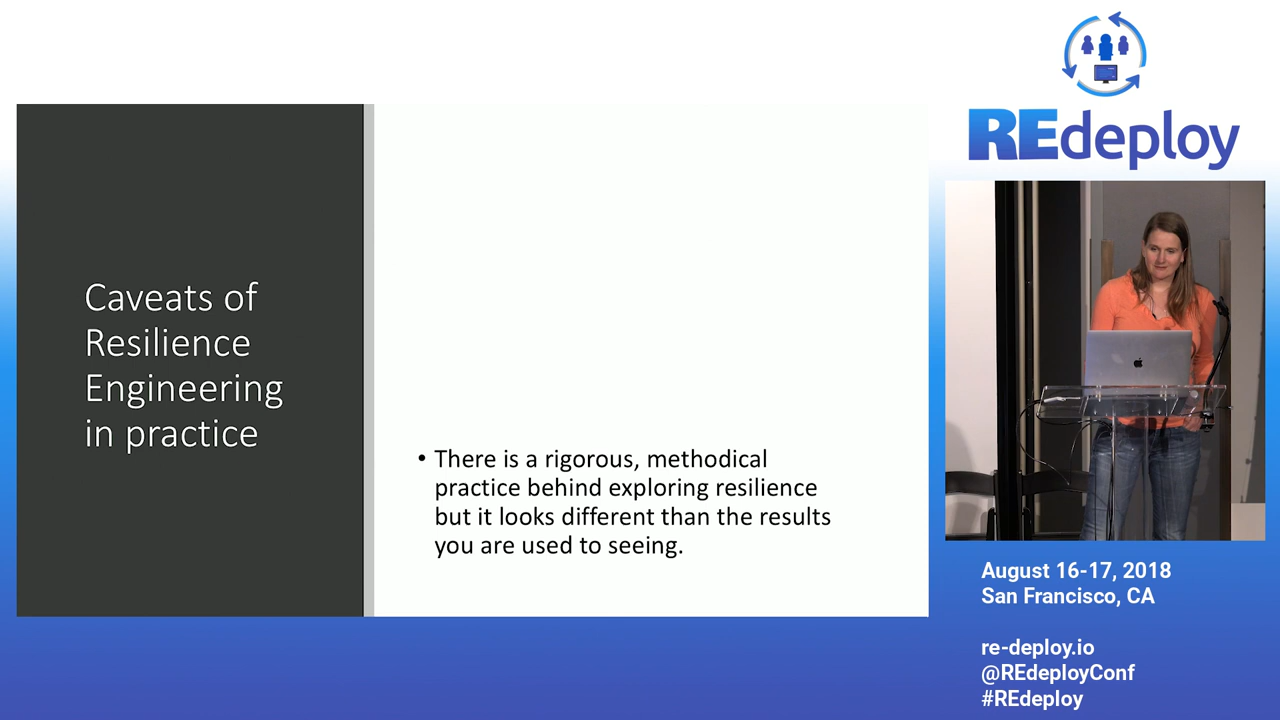 Caveats of
Resilience
Engineering
in practice
• There is a rigorous, methodical
practice behind exploring resilience
but it looks different than the results
you are used to seeing.
REdeploy
August 16-17, 2018
San Francisco, CA
re-deploy.io
@REdeployConf
#REdeploy